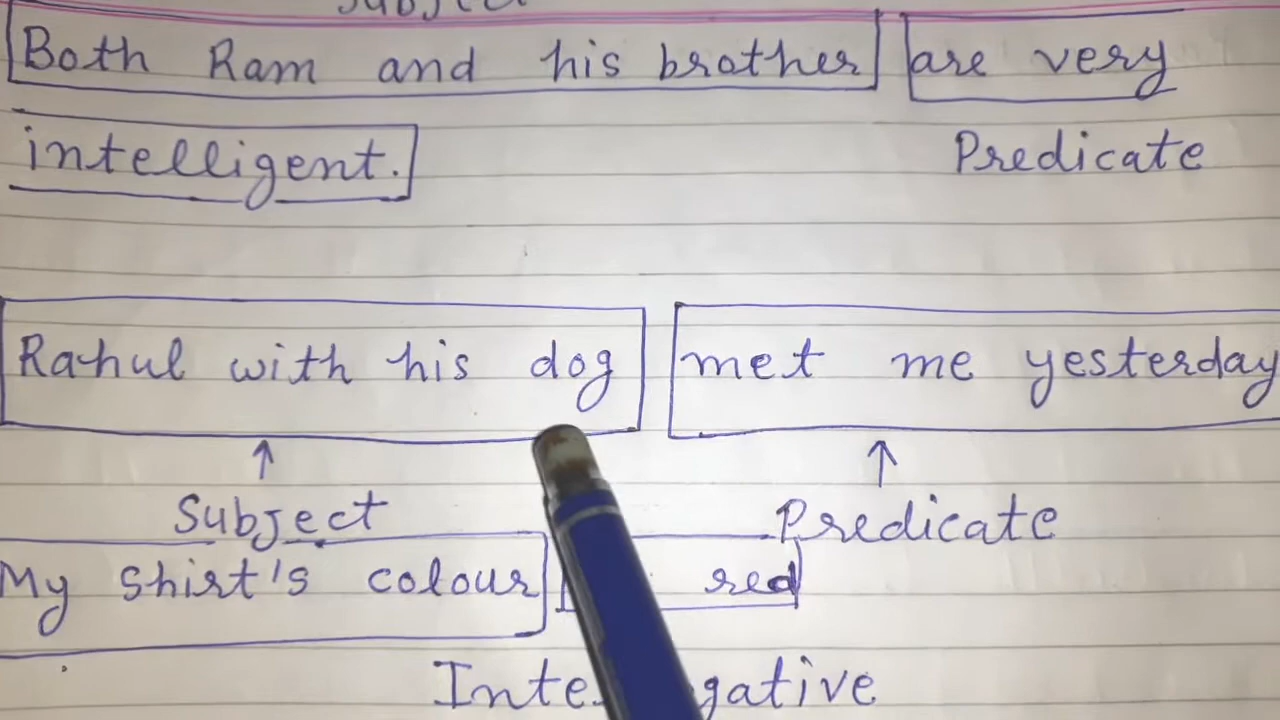 Subject
Both Ram and his brother are very
intelligent.
Predicate
Rahul with his dog met me yesterday
Subject
Predicate
My shirt's colour red